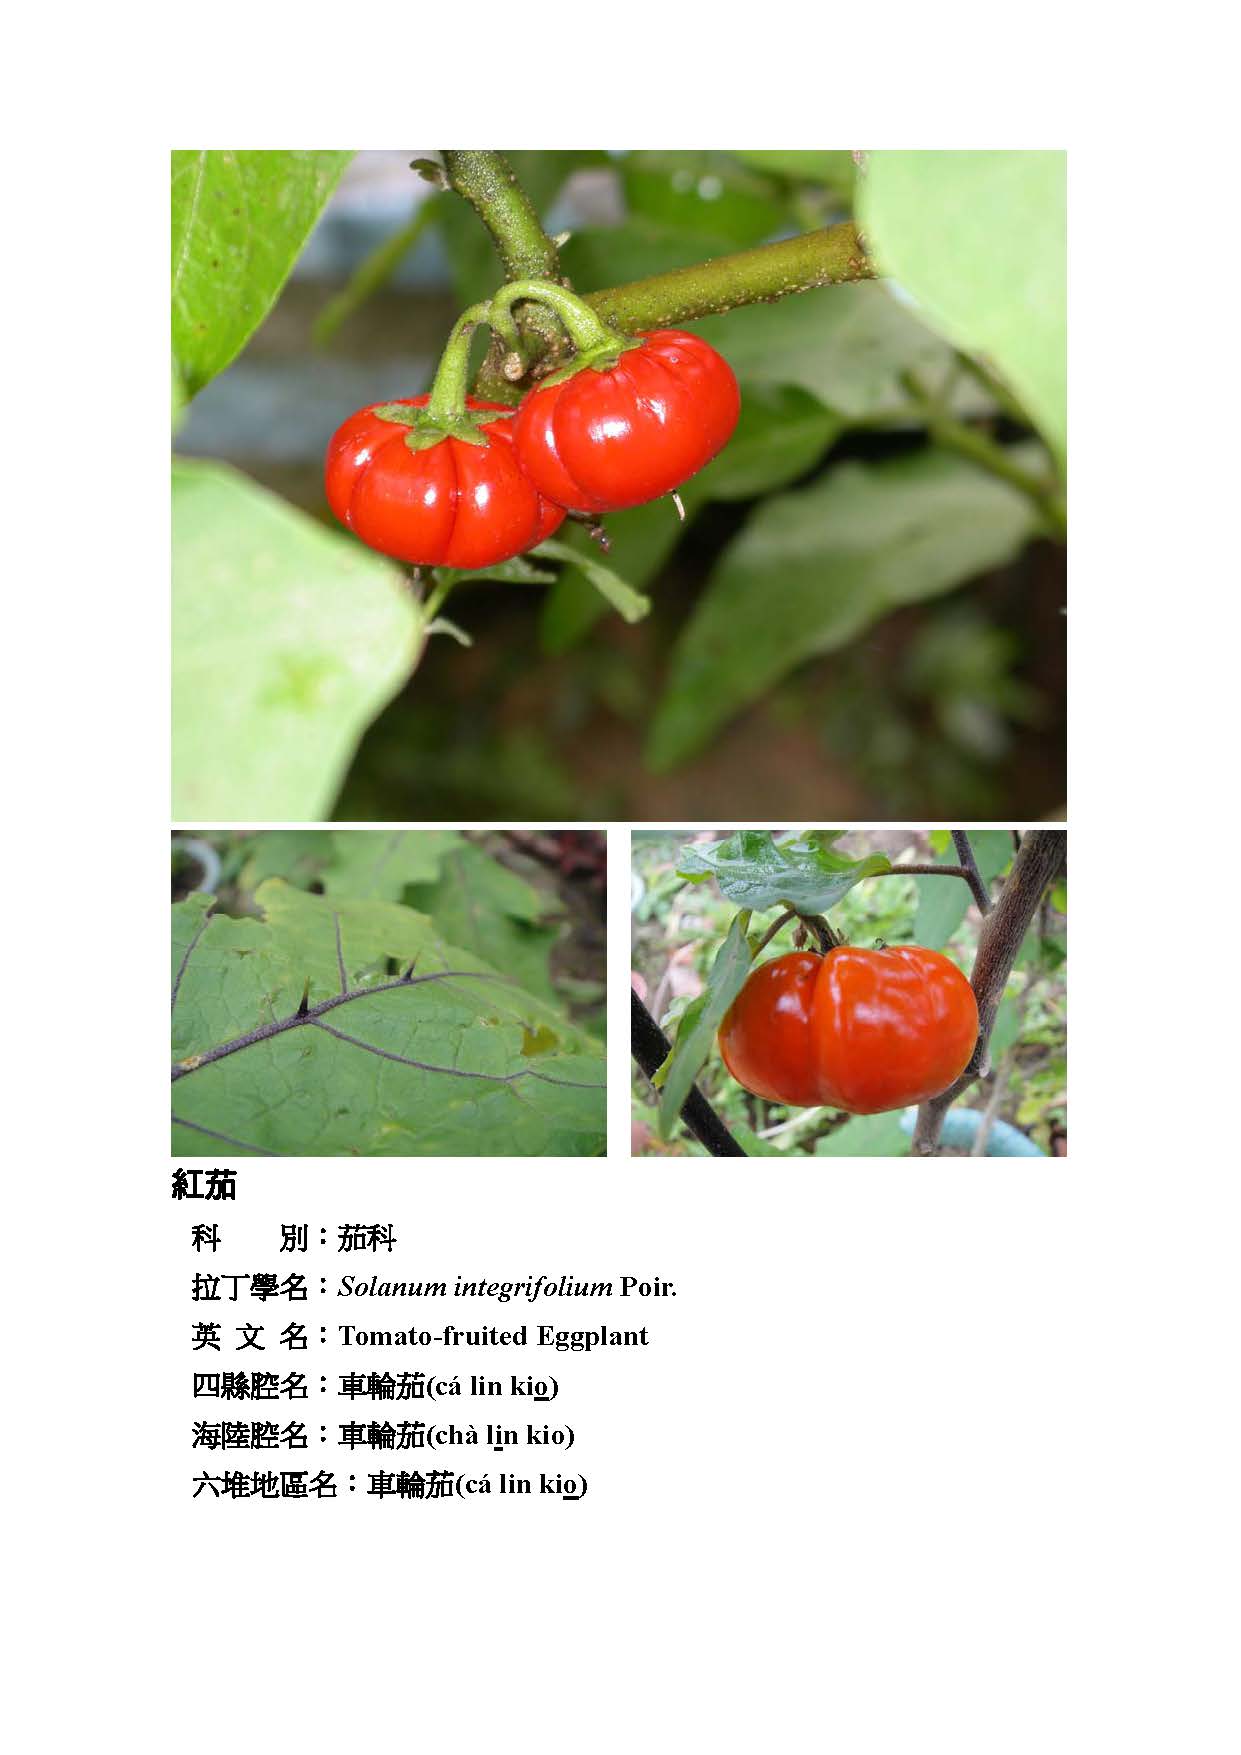 紅茄
科　　別：茄科
拉丁學名：Solanum integrifolium Poir.
英 文 名：Tomato-fruited Eggplant
四縣腔名：車輪茄(cá lin kio)
海陸腔名：車輪茄(chà lin kio)
六堆地區名：車輪茄(cá lin kio)